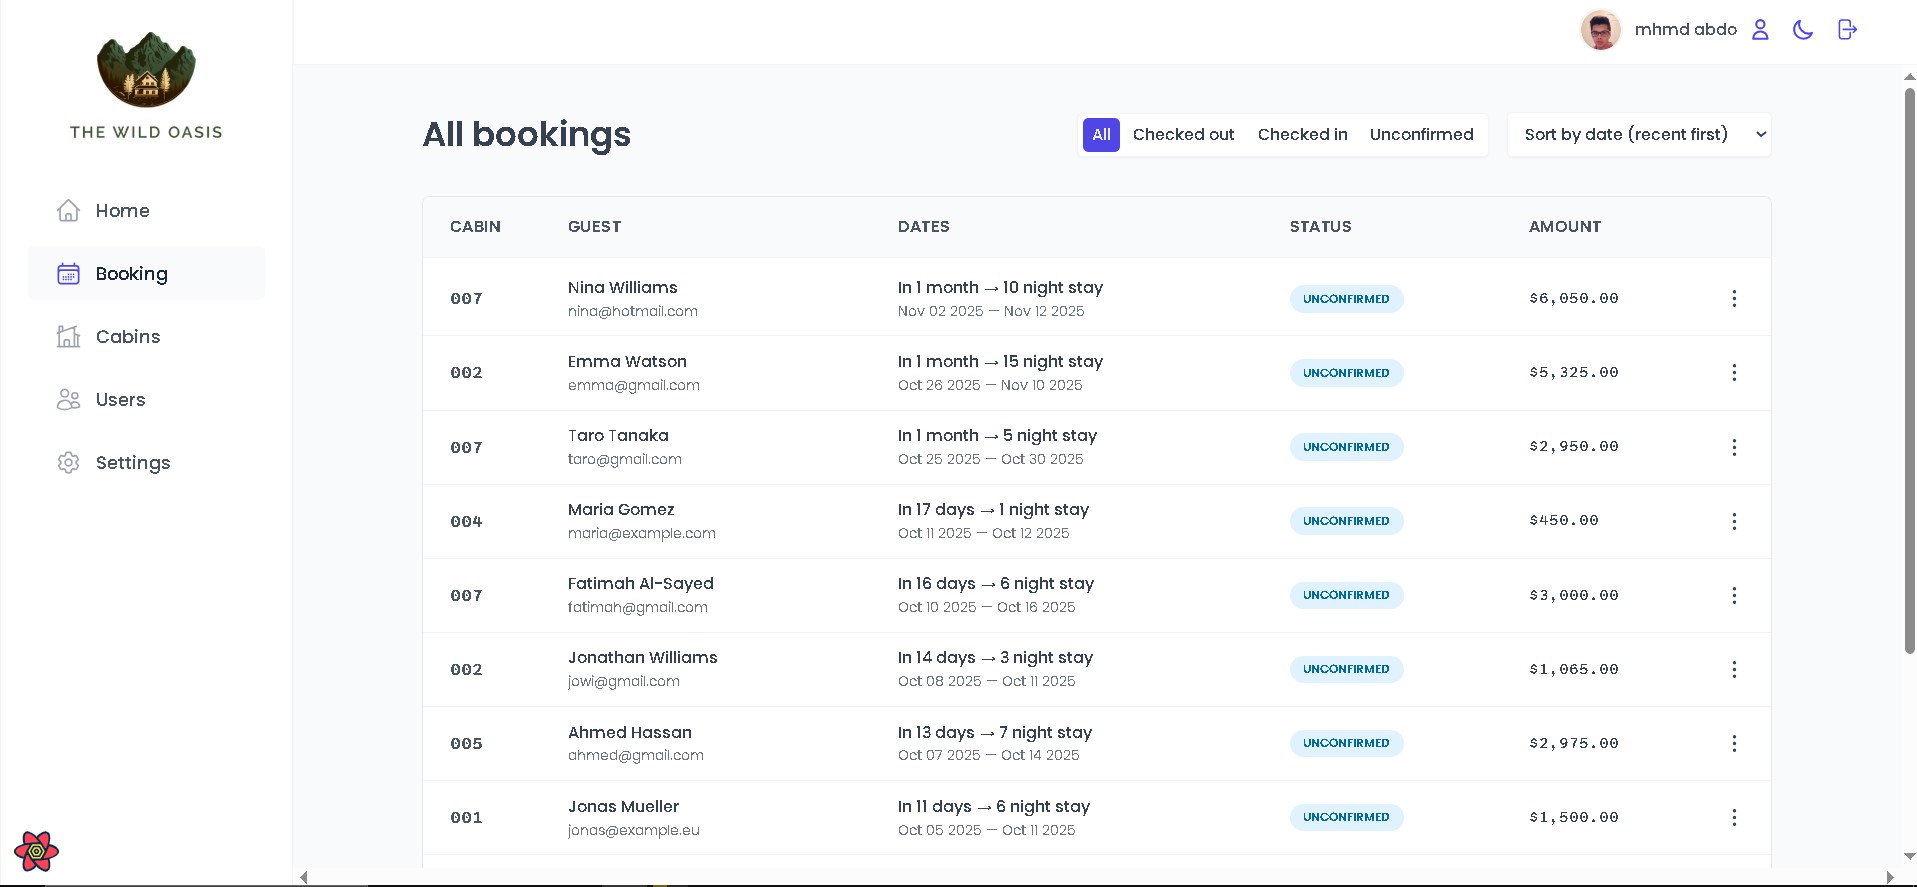 THE WILD OASIS
mhmd abdo
Home
Booking
Cabins
Users
Settings
All bookings
All Checked out Checked in Unconfirmed
Sort by date (recent first)
CABIN GUEST DATES STATUS AMOUNT
007 Nina Williams In 1 month → 10 night stay UNCONFIRMED $6,050.00
nina@hotmail.com Nov 02 2025 — Nov 12 2025
002 Emma Watson In 1 month → 15 night stay UNCONFIRMED $5,325.00
emma@gmail.com Oct 26 2025 — Nov 10 2025
007 Taro Tanaka In 1 month → 5 night stay UNCONFIRMED $2,950.00
taro@gmail.com Oct 25 2025 — Oct 30 2025
004 Maria Gomez In 17 days → 1 night stay UNCONFIRMED $450.00
maria@example.com Oct 11 2025 — Oct 12 2025
007 Fatimah Al-Sayed In 16 days → 6 night stay UNCONFIRMED $3,000.00
fatimah@gmail.com Oct 10 2025 — Oct 16 2025
002 Jonathan Williams In 14 days → 3 night stay UNCONFIRMED $1,065.00
jowi@gmail.com Oct 08 2025 — Oct 11 2025
005 Ahmed Hassan In 13 days → 7 night stay UNCONFIRMED $2,975.00
ahmed@gmail.com Oct 07 2025 — Oct 14 2025
001 Jonas Mueller In 11 days → 6 night stay UNCONFIRMED $1,500.00
jonas@example.eu Oct 05 2025 — Oct 11 2025